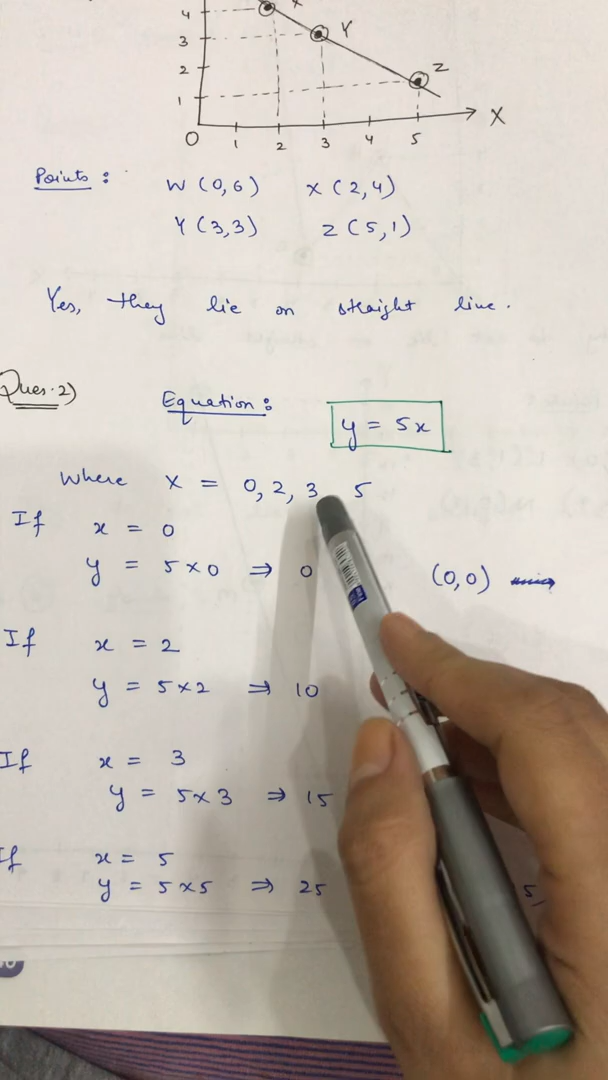 4 X
3 Y
2 Z
1
O 1 2 3 4 5 X
Points :
W (0,6) X (2,4)
Y (3,3) Z (5,1)
Yes, they lie on straight line.
Ques.2) Equation : y = 5x
Where x = 0, 2, 3 5
If x = 0
y = 5×0 ⇒ 0 (0,0)
If x = 2
y = 5×2 ⇒ 10
If x = 3
y = 5×3 ⇒ 15
If x = 5
y = 5×5 ⇒ 25 5,